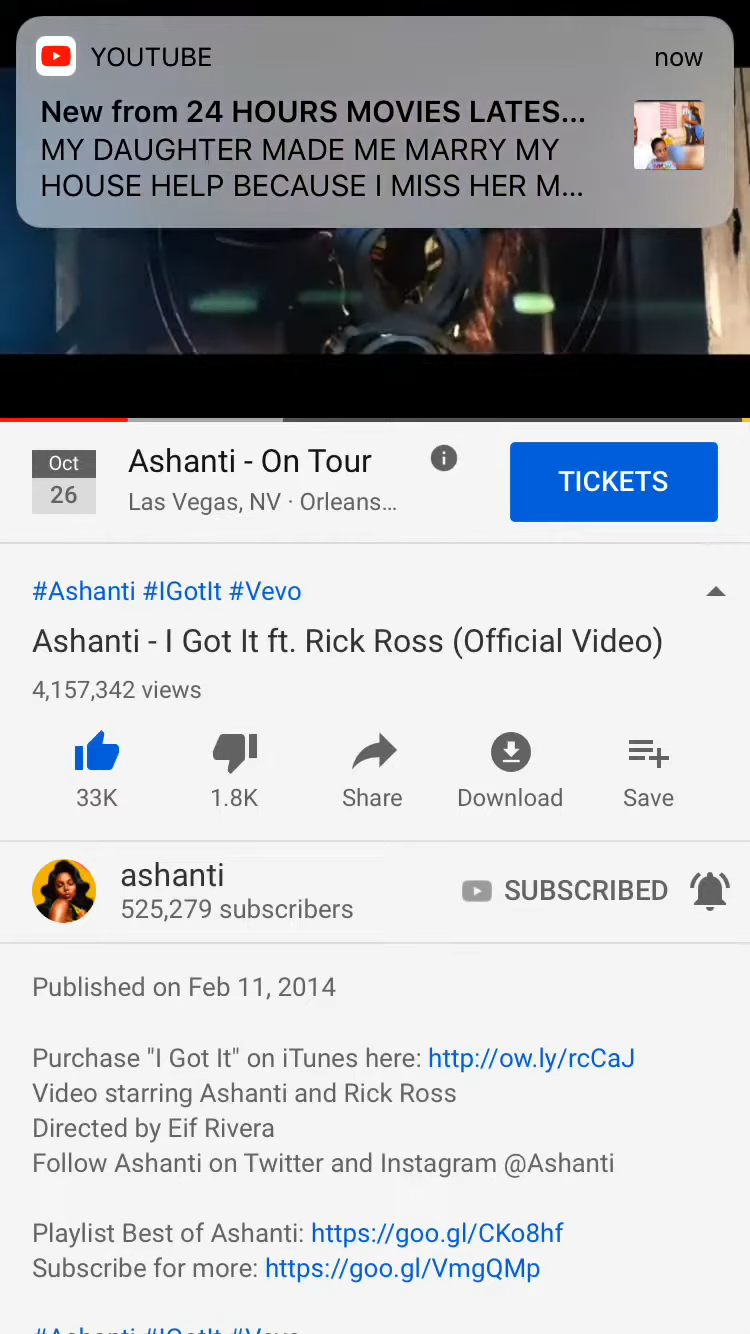 YOUTUBE now
New from 24 HOURS MOVIES LATES...
MY DAUGHTER MADE ME MARRY MY
HOUSE HELP BECAUSE I MISS HER M...
Oct
26
Ashanti - On Tour
Las Vegas, NV · Orleans...
TICKETS
#Ashanti #IGotIt #Vevo
Ashanti - I Got It ft. Rick Ross (Official Video)
4,157,342 views
33K 1.8K Share Download Save
ashanti
525,279 subscribers
SUBSCRIBED
Published on Feb 11, 2014
Purchase "I Got It" on iTunes here: http://ow.ly/rcCaJ
Video starring Ashanti and Rick Ross
Directed by Eif Rivera
Follow Ashanti on Twitter and Instagram @Ashanti
Playlist Best of Ashanti: https://goo.gl/CKo8hf
Subscribe for more: https://goo.gl/VmgQMp
#Ashanti #IGotIt #Vevo